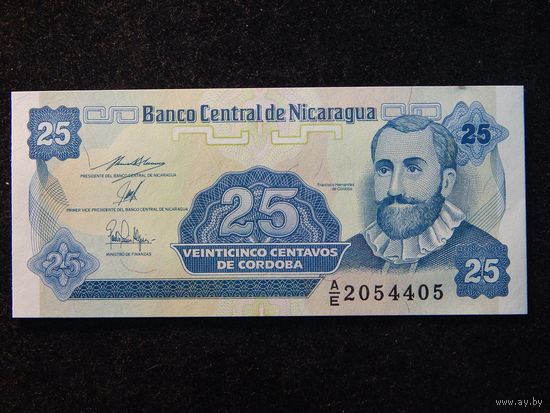 Banco Central de Nicaragua
25
25
PRESIDENTE DEL BANCO CENTRAL DE NICARAGUA
Francisco Hernández
de Córdoba
PRIMER VICE PRESIDENTE DEL BANCO CENTRAL DE NICARAGUA
25
VEINTICINCO CENTAVOS
DE CORDOBA
MINISTRO DE FINANZAS
25
25
A/E 2054405
www.ay.by